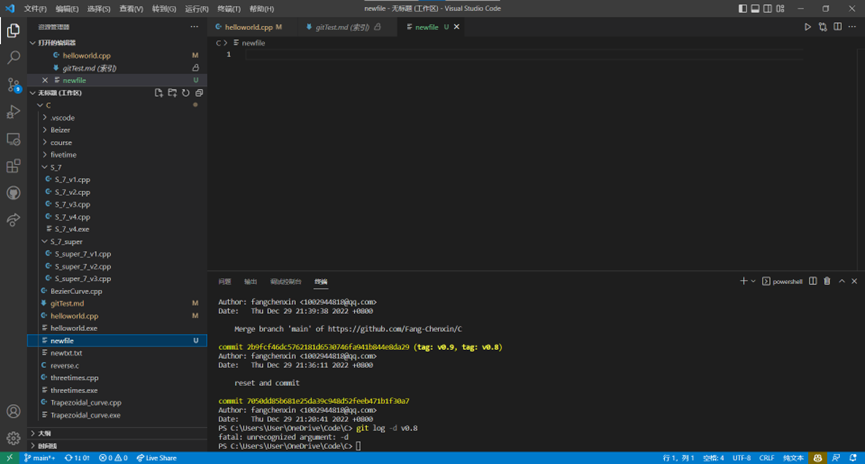 文件(F) 编辑(E) 选择(S) 查看(V) 转到(G) 运行(R) 终端(T) 帮助(H) newfile - 无标题 (工作区) - Visual Studio Code
资源管理器
打开的编辑器
helloworld.cpp M
gitTest.md (索引)
newfile U
无标题 (工作区)
C
.vscode
Beizer
course
fivetime
S_7
S_7_v1.cpp
S_7_v2.cpp
S_7_v3.cpp
S_7_v4.cpp
S_7_v4.exe
S_7_super
S_super_7_v1.cpp
S_super_7_v2.cpp
S_super_7_v3.cpp
BezierCurve.cpp
gitTest.md M
helloworld.cpp M
helloworld.exe
newfile U
newtxt.txt
reverse.c
threetimes.cpp
threetimes.exe
Trapezoidal_curve.cpp
Trapezoidal_curve.exe
大纲
时间线
helloworld.cpp M gitTest.md (索引) newfile U
C > newfile
1
问题 输出 调试控制台 终端 powershell
Author: fangchenxin <1002944818@qq.com>
Date: Thu Dec 29 21:39:38 2022 +0800
Merge branch 'main' of https://github.com/Fang-Chenxin/C
commit 2b9fcf46dc5762181d6530746fa941b844e8da29 (tag: v0.9, tag: v0.8)
Author: fangchenxin <1002944818@qq.com>
Date: Thu Dec 29 21:36:11 2022 +0800
reset and commit
commit 7050dd85b681e25da39c948d52feeb471b1f30a7
Author: fangchenxin <1002944818@qq.com>
Date: Thu Dec 29 21:20:41 2022 +0800
PS C:\Users\User\OneDrive\Code\C> git log -d v0.8
fatal: unrecognized argument: -d
PS C:\Users\User\OneDrive\Code\C>
main*+ 1↓ 0↑ 0 0 Live Share 行 1, 列 1 空格: 4 UTF-8 CRLF 纯文本